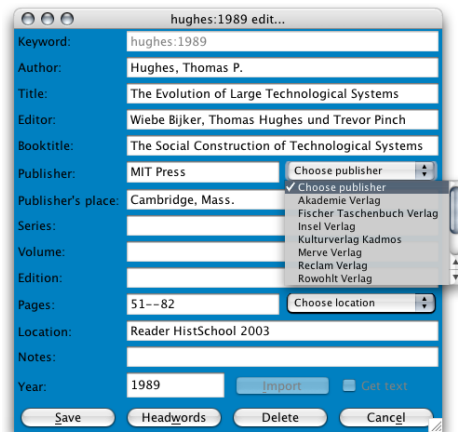 hughes:1989 edit...
Keyword: hughes:1989
Author: Hughes, Thomas P.
Title: The Evolution of Large Technological Systems
Editor: Wiebe Bijker, Thomas Hughes und Trevor Pinch
Booktitle: The Social Construction of Technological Systems
Publisher: MIT Press Choose publisher
✓ Choose publisher
Akademie Verlag
Fischer Taschenbuch Verlag
Insel Verlag
Kulturverlag Kadmos
Merve Verlag
Reclam Verlag
Rowohlt Verlag
Publisher's place: Cambridge, Mass.
Series:
Volume:
Edition:
Pages: 51--82 Choose location
Location: Reader HistSchool 2003
Notes:
Year: 1989 Import Get text
Save Headwords Delete Cancel